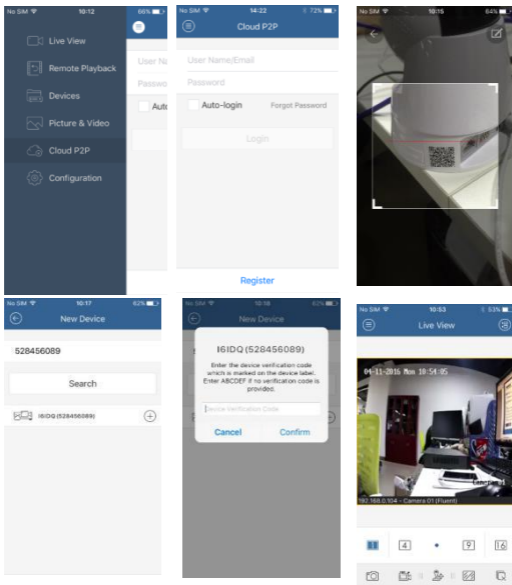 No SIM 10:12 66%
Live View
Remote Playback
Devices
Picture & Video
Cloud P2P
Configuration
User Na
Passwo
Auto
No SIM 14:22 72%
Cloud P2P
User Name/Email
Password
Auto-login Forgot Password
Login
Register
No SIM 10:15 64%
No SIM 10:17 62%
New Device
528456089
Search
I6IDQ(528456089)
No SIM 10:18 62%
New Device
I6IDQ(528456089)
Enter the device verification code
which is marked on the device label.
Enter ABCDEF if no verification code is
provided.
Device Verification Code
Cancel Confirm
No SIM 10:53 53%
Live View
04-11-2016 Mon 10:54:05
192.168.0.104 - Camera 01(Fluent)
1 4 9 16